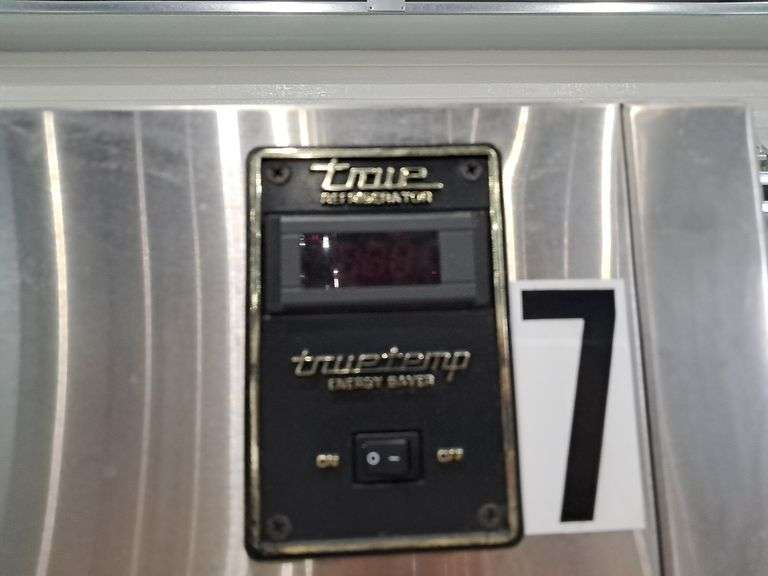 true
REFRIGERATOR
truetemp
ENERGY SAVER
ON
OFF
7